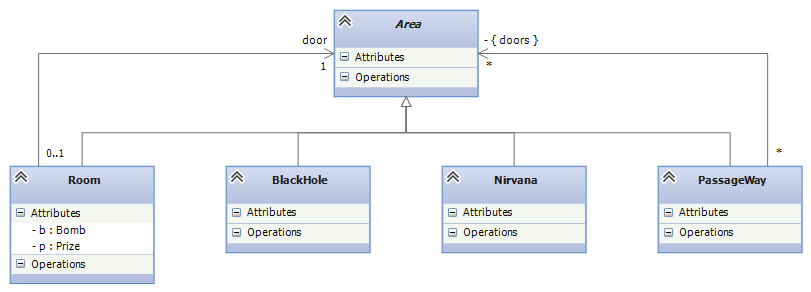 Area
Attributes
Operations
door
1
- { doors }
*
0..1
*
Room
Attributes
- b : Bomb
- p : Prize
Operations
BlackHole
Attributes
Operations
Nirvana
Attributes
Operations
PassageWay
Attributes
Operations